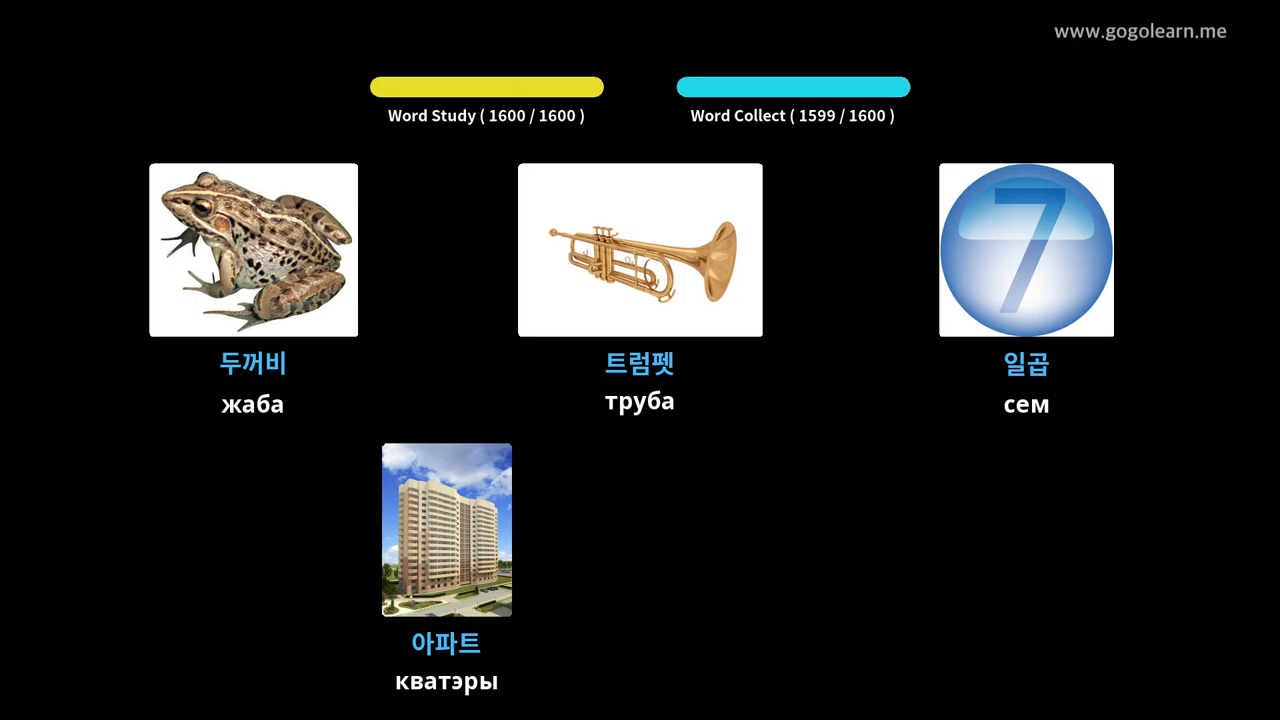 www.gogolearn.me
Word Study ( 1600 / 1600 )
Word Collect ( 1599 / 1600 )
7
두꺼비
트럼펫
일곱
жаба
труба
сем
아파트
кватэры